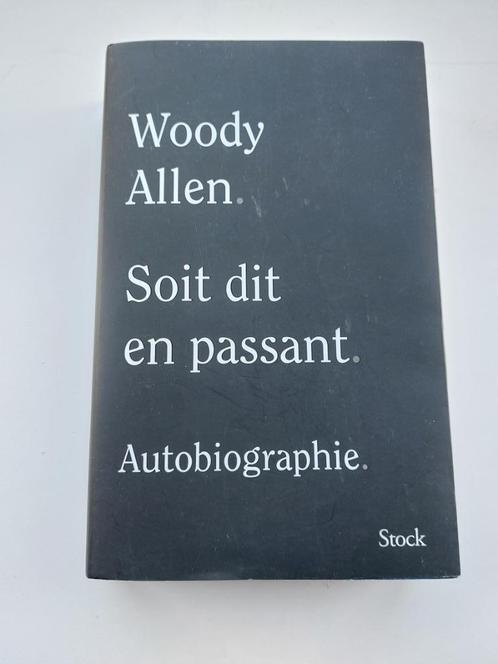 Woody
Allen.
Soit dit
en passant.
Autobiographie.
Stock